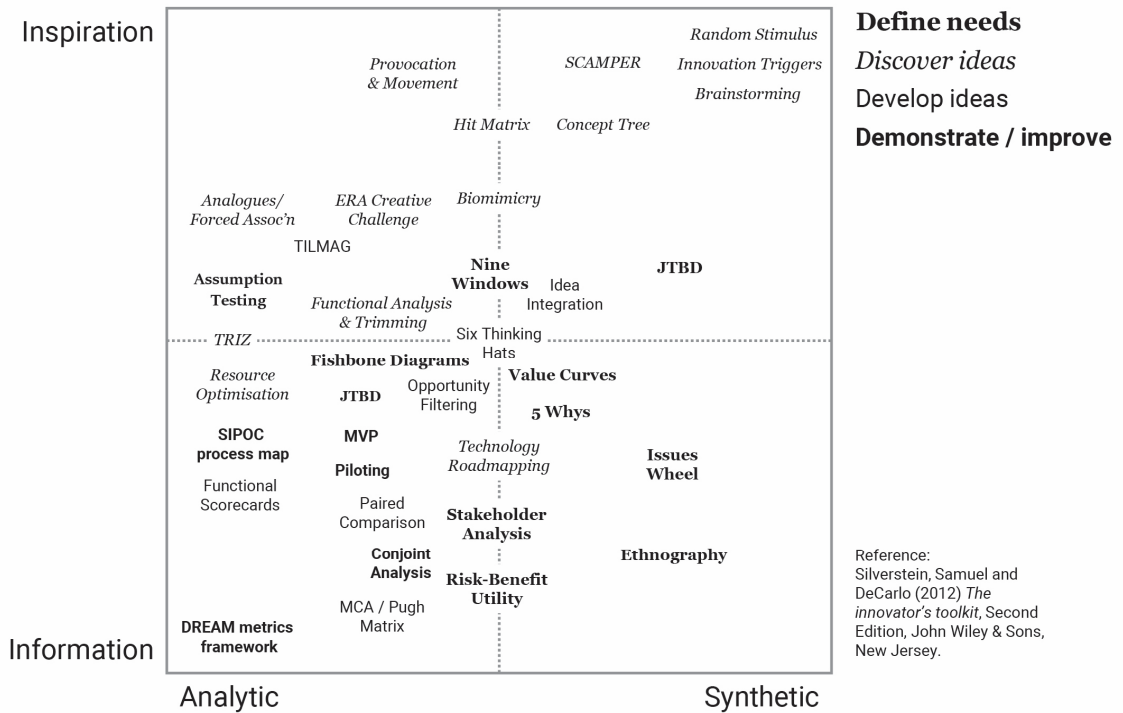 Inspiration
Define needs
Discover ideas
Develop ideas
Demonstrate / improve
Random Stimulus
Provocation
& Movement
SCAMPER
Innovation Triggers
Brainstorming
Hit Matrix
Concept Tree
Analogues/
Forced Assoc'n
ERA Creative
Challenge
Biomimicry
TILMAG
Assumption
Testing
Nine
Windows
JTBD
Idea
Integration
Functional Analysis
& Trimming
TRIZ
Six Thinking
Hats
Fishbone Diagrams
Resource
Optimisation
JTBD
Opportunity
Filtering
Value Curves
5 Whys
SIPOC
process map
MVP
Technology
Roadmapping
Issues
Wheel
Piloting
Functional
Scorecards
Paired
Comparison
Stakeholder
Analysis
Conjoint
Analysis
Ethnography
Risk-Benefit
Utility
MCA / Pugh
Matrix
DREAM metrics
framework
Information
Analytic
Synthetic
Reference:
Silverstein, Samuel and
DeCarlo (2012) The
innovator's toolkit, Second
Edition, John Wiley & Sons,
New Jersey.